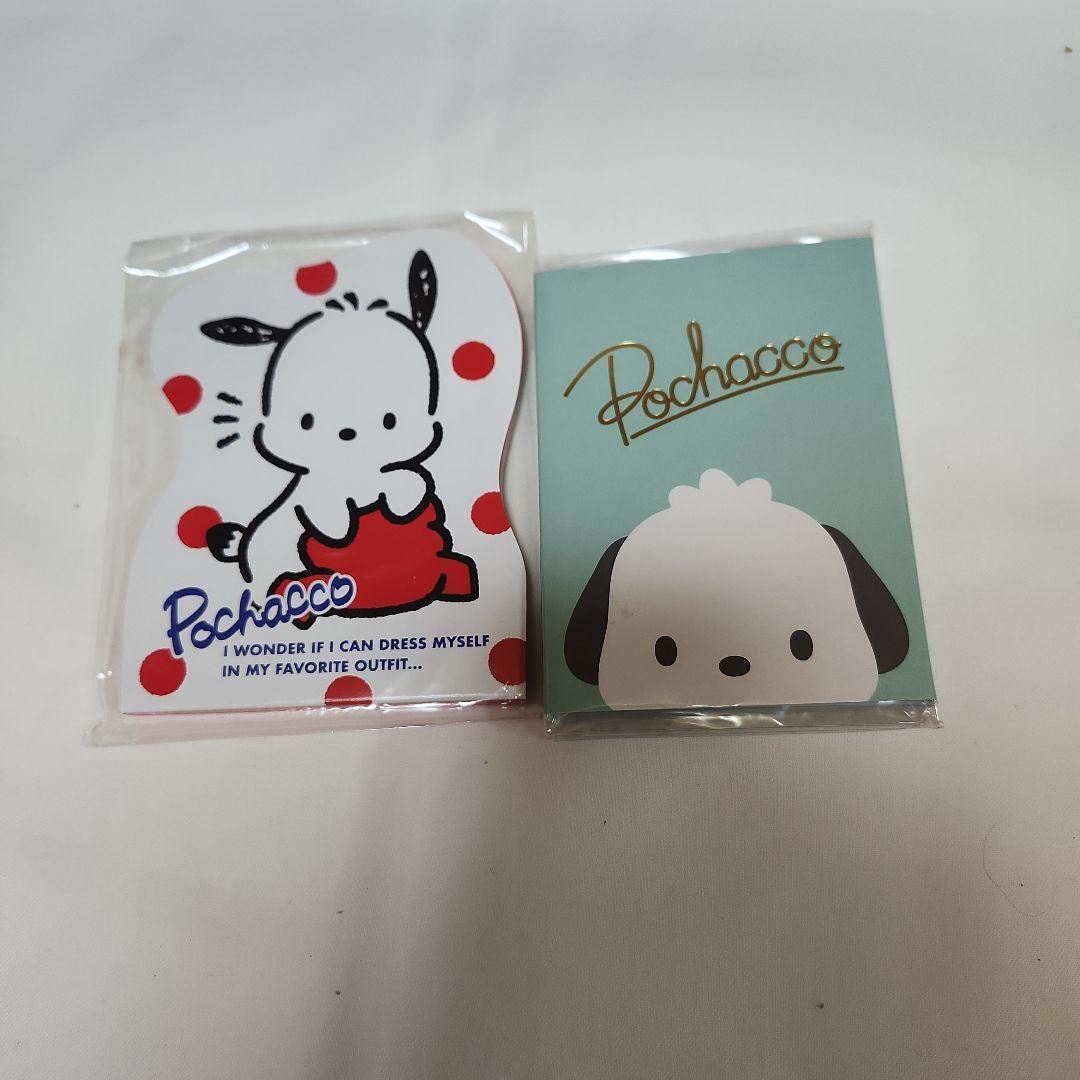 Pochacco
I WONDER IF I CAN DRESS MYSELF
IN MY FAVORITE OUTFIT...
Pochacco